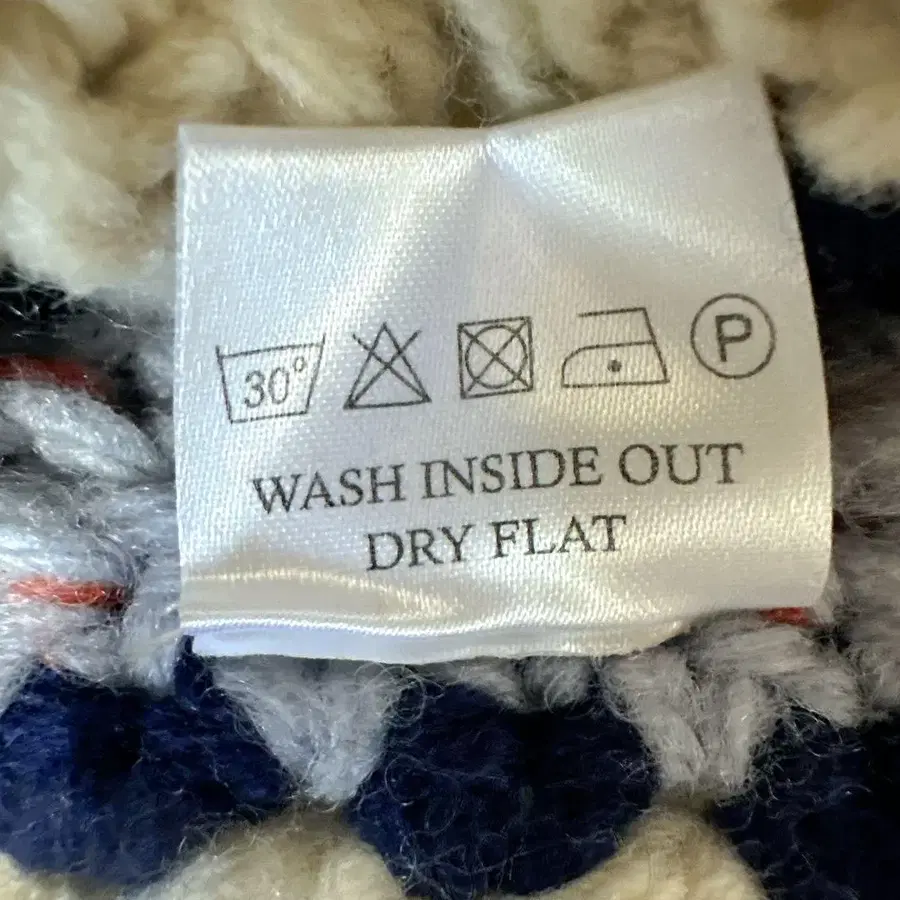 30° P
WASH INSIDE OUT
DRY FLAT